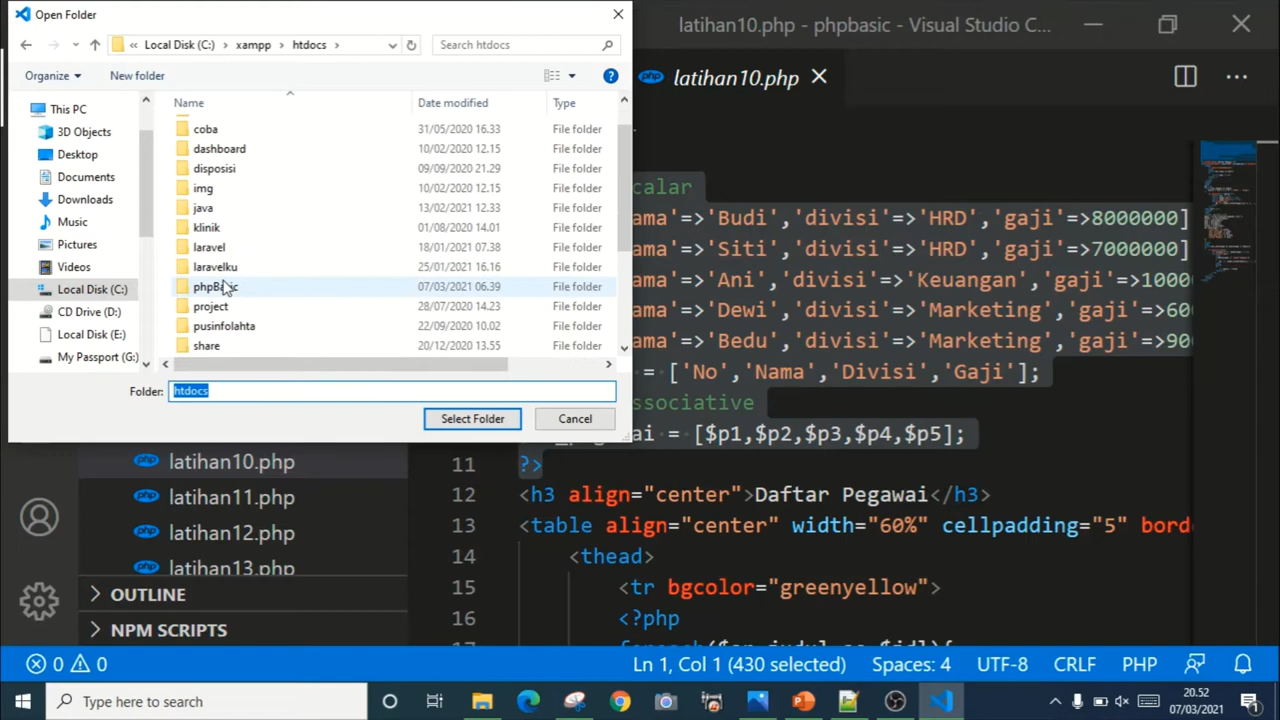 Open Folder
latihan10.php - phpbasic - Visual Studio C...
« Local Disk (C:) › xampp › htdocs ›
Search htdocs
latihan10.php
Organize
New folder
This PC
3D Objects
Desktop
Documents
Downloads
Music
Pictures
Videos
Local Disk (C:)
CD Drive (D:)
Local Disk (E:)
My Passport (G:)
Name Date modified Type
coba 31/05/2020 16.33 File folder
dashboard 10/02/2020 12.15 File folder
disposisi 09/09/2020 21.29 File folder
img 10/02/2020 12.15 File folder
java 13/02/2021 12.33 File folder
klinik 01/08/2020 14.01 File folder
laravel 18/01/2021 07.38 File folder
laravelku 25/01/2021 16.16 File folder
phpBasic 07/03/2021 06.39 File folder
project 28/07/2020 14.23 File folder
pusinfolahta 22/09/2020 10.02 File folder
share 20/12/2020 13.55 File folder
Folder: htdocs
Select Folder
Cancel
calar
ama'=>'Budi','divisi'=>'HRD','gaji'=>8000000]
ama'=>'Siti','divisi'=>'HRD','gaji'=>7000000]
ama'=>'Ani','divisi'=>'Keuangan','gaji'=>10000
ama'=>'Dewi','divisi'=>'Marketing','gaji'=>600
ama'=>'Bedu','divisi'=>'Marketing','gaji'=>900
= ['No','Nama','Divisi','Gaji'];
ssociative
ai = [$p1,$p2,$p3,$p4,$p5];
11 ?>
12 <h3 align="center">Daftar Pegawai</h3>
13 <table align="center" width="60%" cellpadding="5" bord
14 <thead>
15 <tr bgcolor="greenyellow">
16 <?php
latihan10.php
latihan11.php
latihan12.php
latihan13.php
OUTLINE
NPM SCRIPTS
0 0
Ln 1, Col 1 (430 selected)
Spaces: 4
UTF-8
CRLF
PHP
Type here to search
20.52
07/03/2021